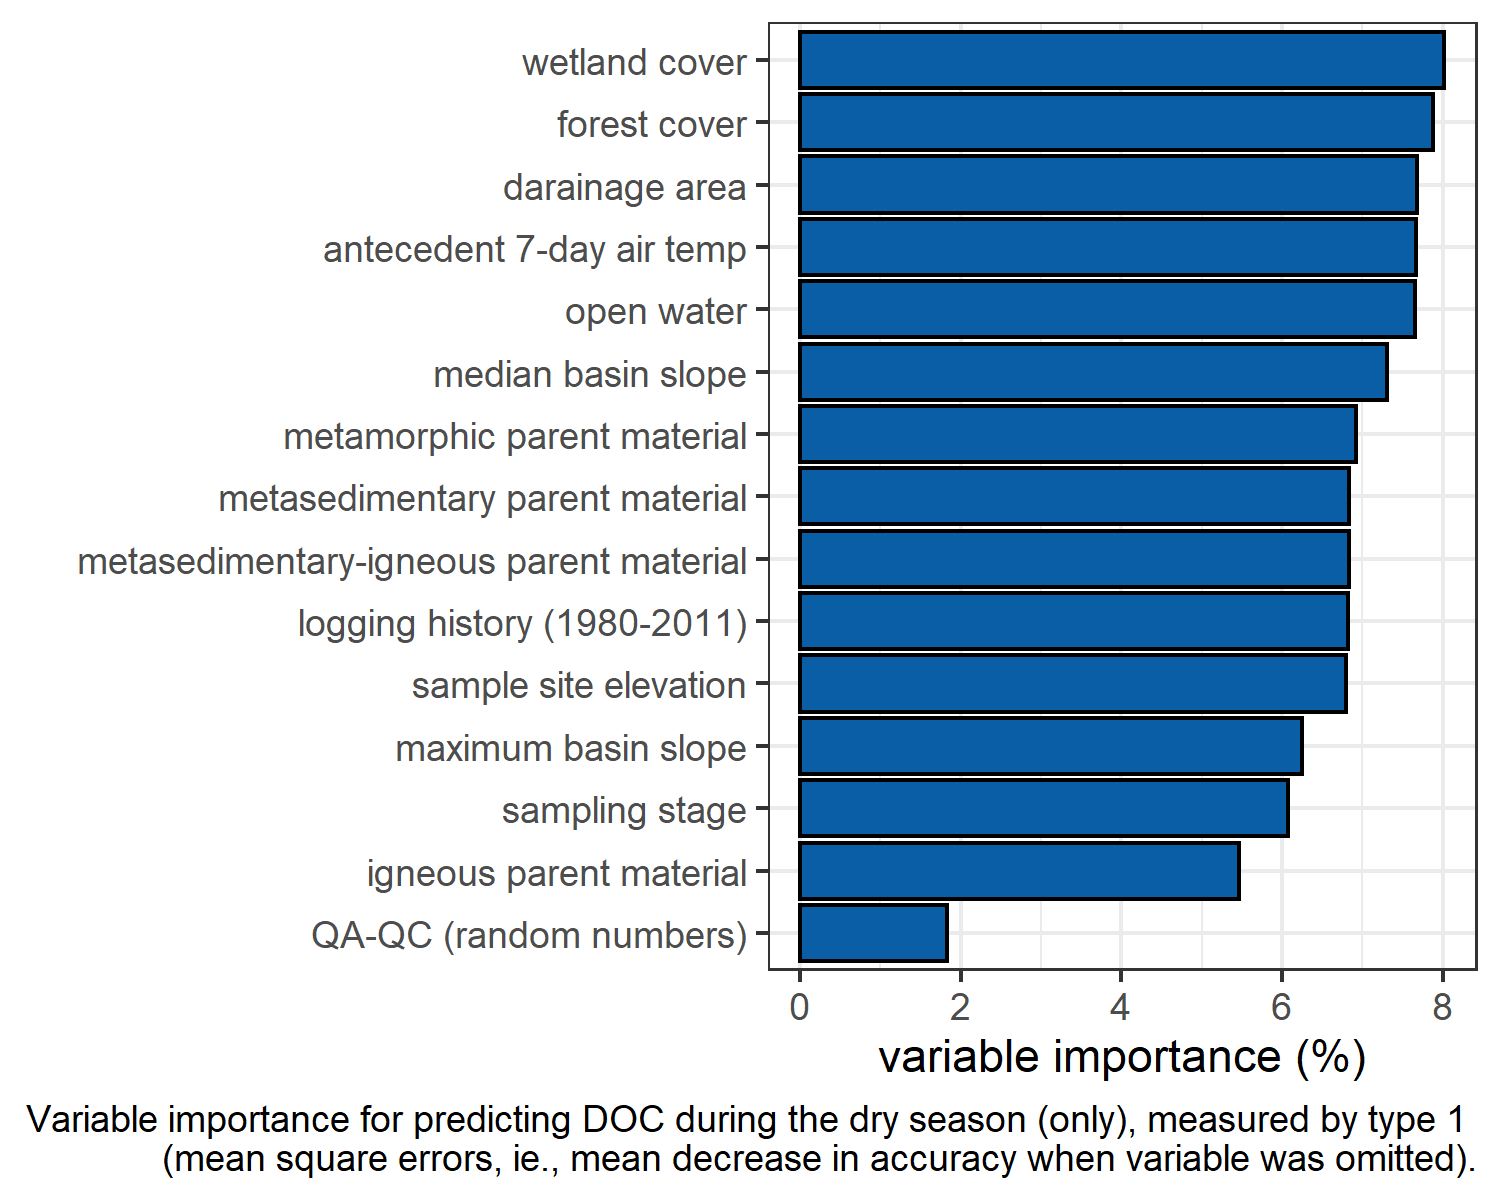 wetland cover
forest cover
darainage area
antecedent 7-day air temp
open water
median basin slope
metamorphic parent material
metasedimentary parent material
metasedimentary-igneous parent material
logging history (1980-2011)
sample site elevation
maximum basin slope
sampling stage
igneous parent material
QA-QC (random numbers)
0 2 4 6 8
variable importance (%)
Variable importance for predicting DOC during the dry season (only), measured by type 1
(mean square errors, ie., mean decrease in accuracy when variable was omitted).